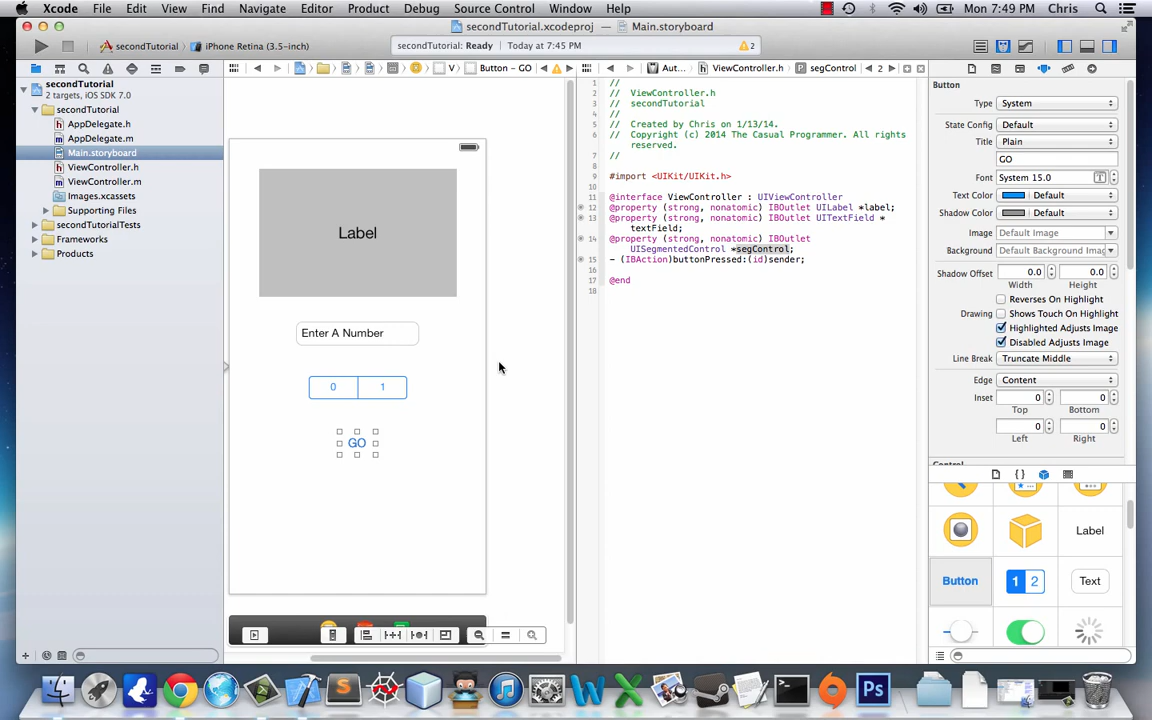 Xcode File Edit View Find Navigate Editor Product Debug Source Control Window Help Mon 7:49 PM Chris
secondTutorial.xcodeproj — Main.storyboard
secondTutorial iPhone Retina (3.5-inch) secondTutorial: Ready Today at 7:45 PM 2
V Button – GO Aut... ViewController.h segControl 2
secondTutorial
2 targets, iOS SDK 7.0
secondTutorial
AppDelegate.h
AppDelegate.m
Main.storyboard
ViewController.h
ViewController.m
Images.xcassets
Supporting Files
secondTutorialTests
Frameworks
Products
Label
Enter A Number
0 1
GO
1 //
2 // ViewController.h
3 // secondTutorial
4 //
5 // Created by Chris on 1/13/14.
6 // Copyright (c) 2014 The Casual Programmer. All rights
reserved.
7 //
8
9 #import <UIKit/UIKit.h>
10
11 @interface ViewController : UIViewController
12 @property (strong, nonatomic) IBOutlet UILabel *label;
13 @property (strong, nonatomic) IBOutlet UITextField *
textField;
14 @property (strong, nonatomic) IBOutlet
UISegmentedControl *segControl;
15 - (IBAction)buttonPressed:(id)sender;
16
17 @end
18
Button
Type System
State Config Default
Title Plain
GO
Font System 15.0 T
Text Color Default
Shadow Color Default
Image Default Image
Background Default Background Imag
Shadow Offset 0.0 0.0
Width Height
Reverses On Highlight
Drawing Shows Touch On Highlight
Highlighted Adjusts Image
Disabled Adjusts Image
Line Break Truncate Middle
Edge Content
Inset 0 0
Top Bottom
0 0
Left Right
Control
{ }
Label
Button 1 2 Text
Ps